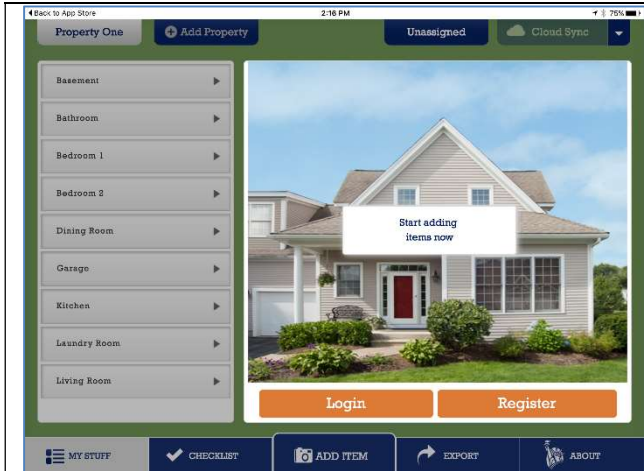 Back to App Store
2:16 PM
75%
Property One
Add Property
Unassigned
Cloud Sync
Basement
Bathroom
Bedroom 1
Bedroom 2
Dining Room
Garage
Kitchen
Laundry Room
Living Room
Start adding
items now
Login
Register
MY STUFF
CHECKLIST
ADD ITEM
EXPORT
ABOUT